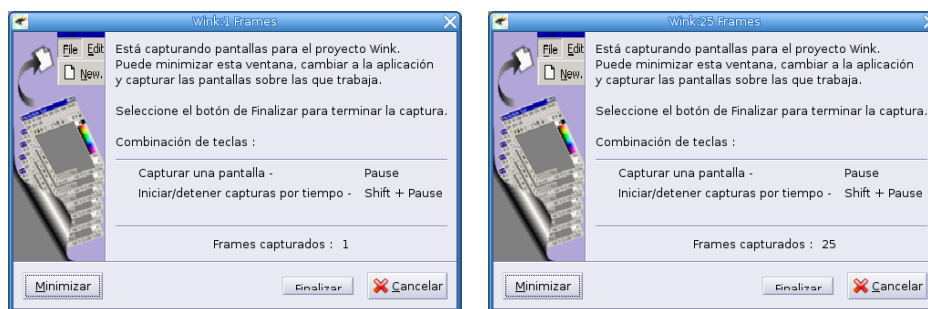 Wink:1 Frames
File Edit
New.
Está capturando pantallas para el proyecto Wink.
Puede minimizar esta ventana, cambiar a la aplicación
y capturar las pantallas sobre las que trabaja.
Seleccione el botón de Finalizar para terminar la captura.
Combinación de teclas :
Capturar una pantalla - Pause
Iniciar/detener capturas por tiempo - Shift + Pause
Frames capturados : 1
Minimizar Finalizar Cancelar
Wink:25 Frames
File Edit
New.
Está capturando pantallas para el proyecto Wink.
Puede minimizar esta ventana, cambiar a la aplicación
y capturar las pantallas sobre las que trabaja.
Seleccione el botón de Finalizar para terminar la captura.
Combinación de teclas :
Capturar una pantalla - Pause
Iniciar/detener capturas por tiempo - Shift + Pause
Frames capturados : 25
Minimizar Finalizar Cancelar